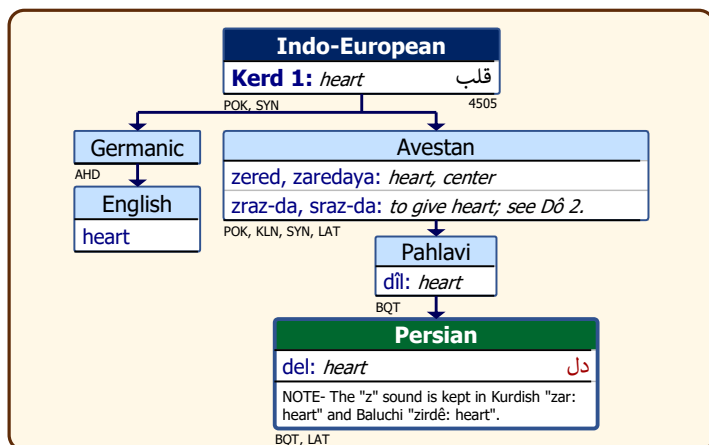 Indo-European
Kerd 1: heart قلب
POK, SYN 4505
Germanic
AHD
English
heart
Avestan
zered, zaredaya: heart, center
zraz-da, sraz-da: to give heart; see Dô 2.
POK, KLN, SYN, LAT
Pahlavi
dîl: heart
BQT
Persian
del: heart دل
NOTE- The "z" sound is kept in Kurdish "zar:
heart" and Baluchi "zirdê: heart".
BQT, LAT